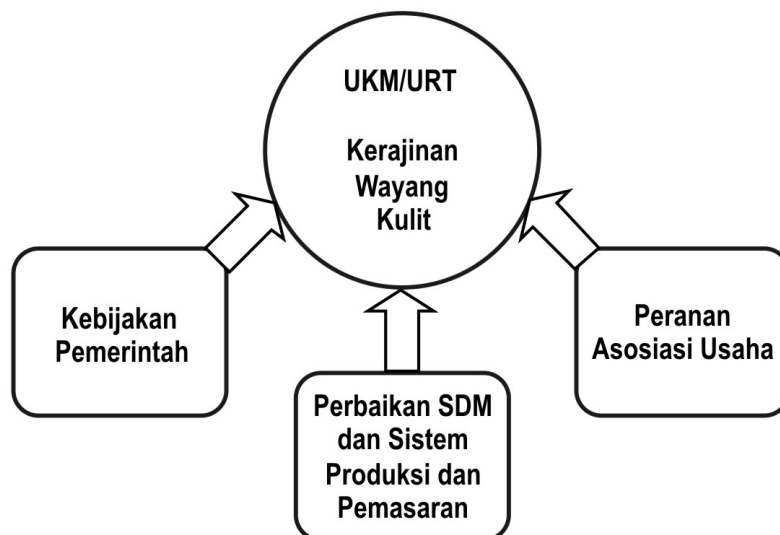 UKM/URT
Kerajinan
Wayang
Kulit
Kebijakan
Pemerintah
Perbaikan SDM
dan Sistem
Produksi dan
Pemasaran
Peranan
Asosiasi Usaha